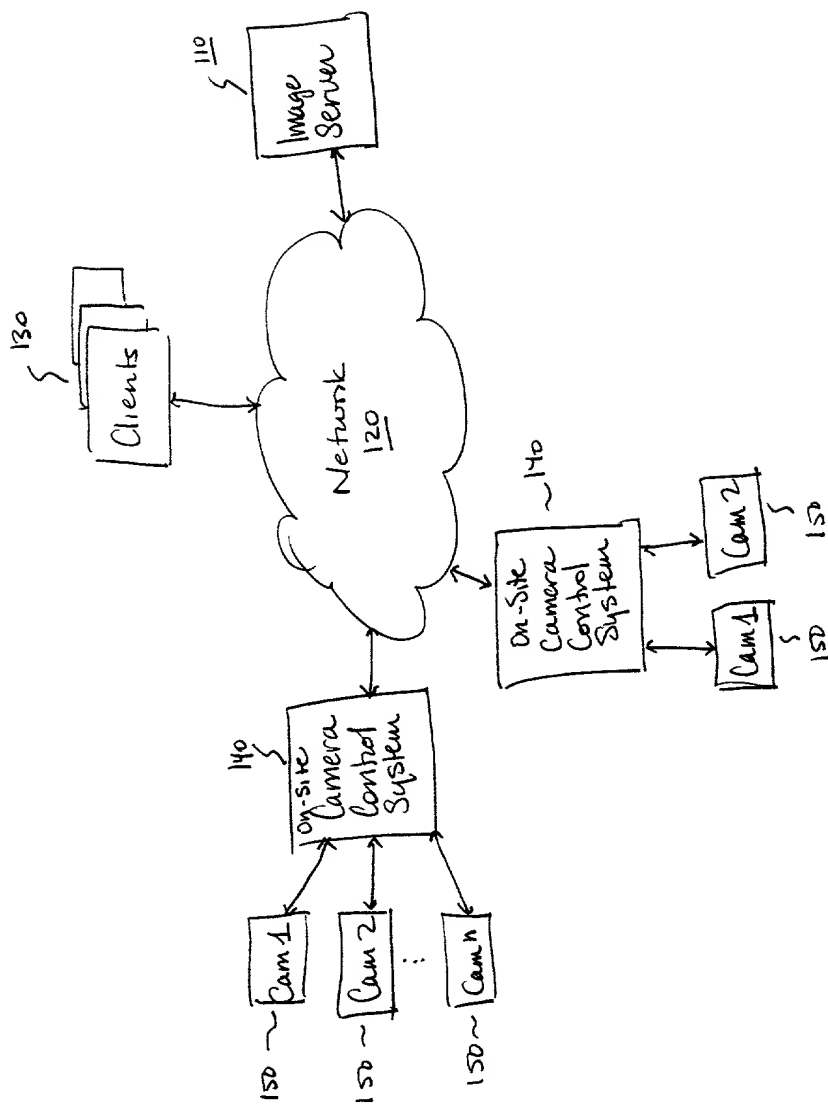 110
Image
Server
130
Clients
Network
120
140
On-Site
Camera
Control
System
140
On-Site
Camera
Control
System
150
Cam 1
150
Cam 2
...
150
Cam n
Cam 1
150
Cam 2
150